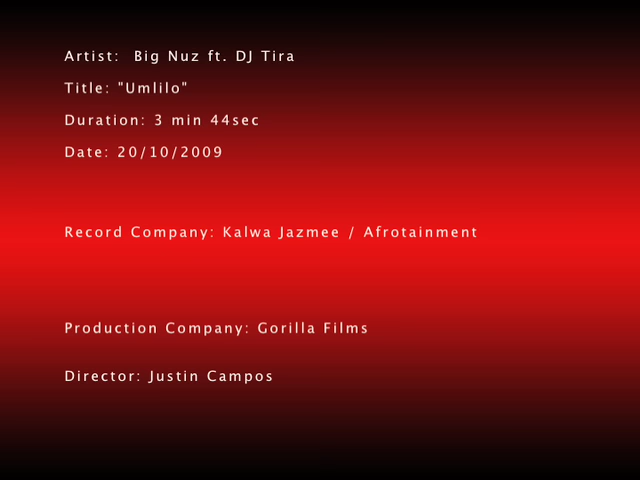 Artist:  Big Nuz ft. DJ Tira
Title: "Umlilo"
Duration: 3 min 44sec
Date: 20/10/2009
Record Company: Kalwa Jazmee / Afrotainment
Production Company: Gorilla Films
Director: Justin Campos